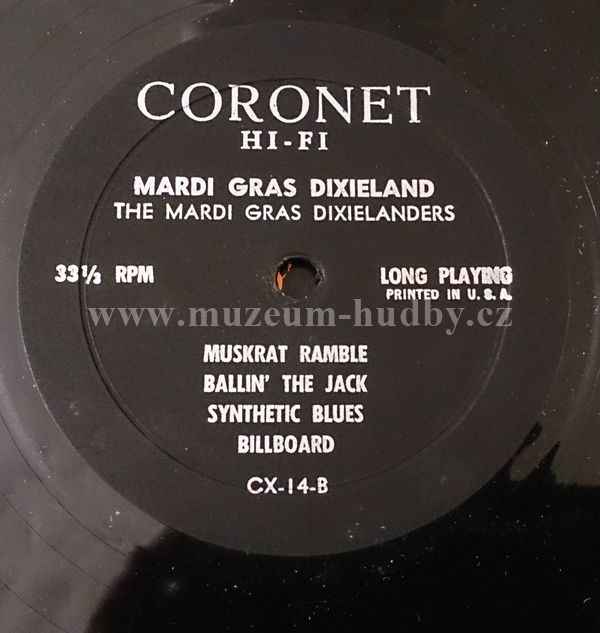 CORONET
HI-FI
MARDI GRAS DIXIELAND
THE MARDI GRAS DIXIELANDERS
33⅓ RPM
LONG PLAYING
PRINTED IN U.S.A.
www.muzeum-hudby.cz
MUSKRAT RAMBLE
BALLIN' THE JACK
SYNTHETIC BLUES
BILLBOARD
CX-14-B